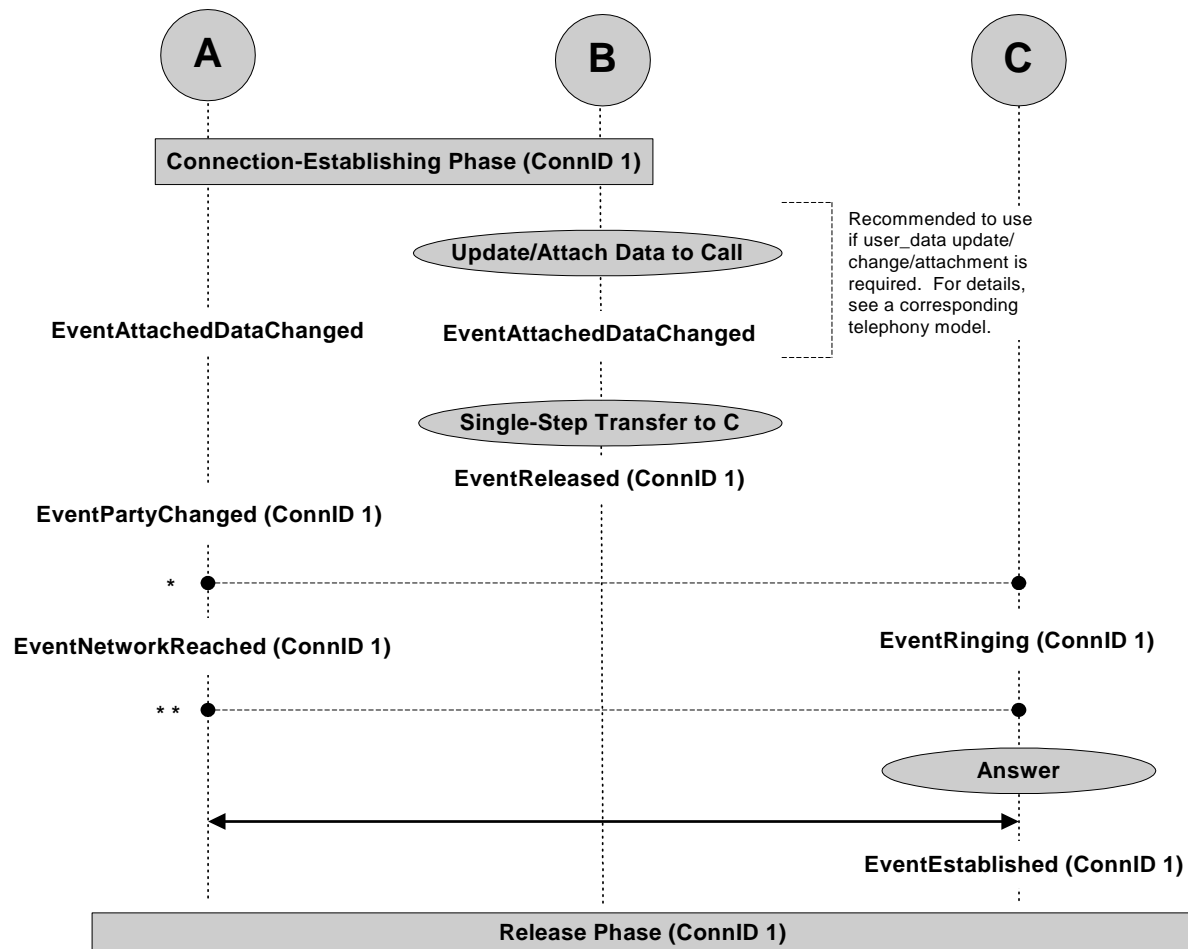 A
B
C
Connection-Establishing Phase (ConnID 1)
Update/Attach Data to Call
Recommended to use
if user_data update/
change/attachment is
required. For details,
see a corresponding
telephony model.
EventAttachedDataChanged
EventAttachedDataChanged
Single-Step Transfer to C
EventReleased (ConnID 1)
EventPartyChanged (ConnID 1)
*
EventNetworkReached (ConnID 1)
EventRinging (ConnID 1)
* *
Answer
EventEstablished (ConnID 1)
Release Phase (ConnID 1)